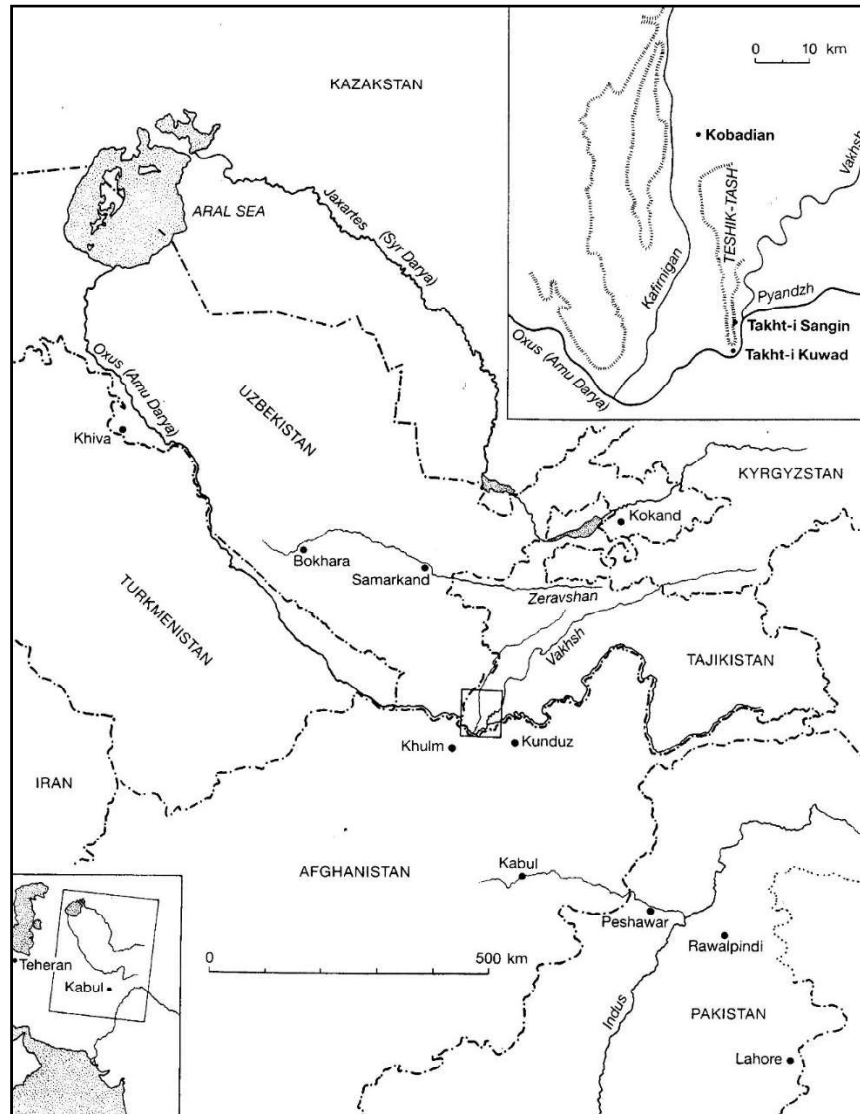 KAZAKSTAN
ARAL SEA
Jaxartes (Syr Darya)
Oxus (Amu Darya)
Khiva
UZBEKISTAN
KYRGYZSTAN
Kokand
Bokhara
Samarkand
Zeravshan
TURKMENISTAN
Vakhsh
TAJIKISTAN
Khulm
Kunduz
IRAN
AFGHANISTAN
Kabul
Peshawar
Rawalpindi
0 500 km
Indus
PAKISTAN
Lahore
0 10 km
Kobadian
Vakhsh
TESHIK-TASH
Kafirnigan
Pyandzh
Takht-i Sangin
Takht-i Kuwad
Oxus (Amu Darya)
Teheran
Kabul